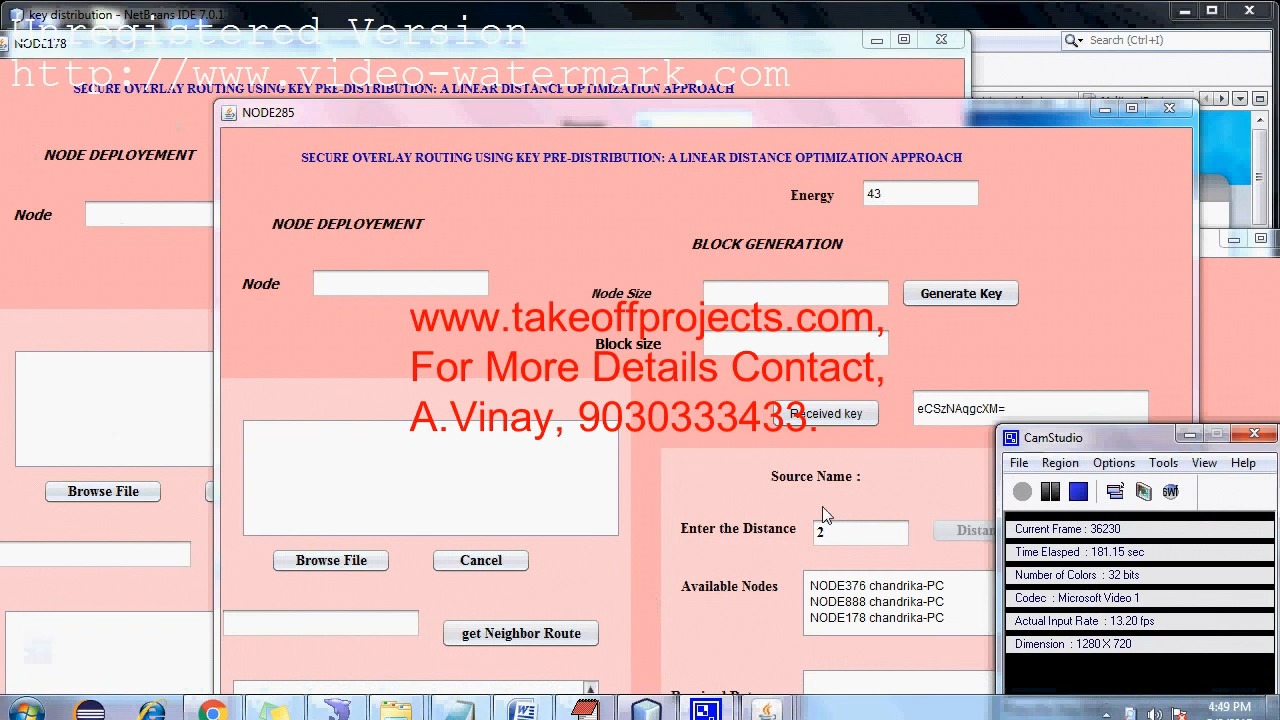 key distribution - NetBeans IDE 7.0.1
Unregistered Version
NODE178
Search (Ctrl+I)
http://www.video-watermark.com
SECURE OVERLAY ROUTING USING KEY PRE-DISTRIBUTION: A LINEAR DISTANCE OPTIMIZATION APPROACH
NODE285
NODE DEPLOYEMENT
SECURE OVERLAY ROUTING USING KEY PRE-DISTRIBUTION: A LINEAR DISTANCE OPTIMIZATION APPROACH
Energy
43
Node
NODE DEPLOYEMENT
BLOCK GENERATION
Node
Node Size
Generate Key
www.takeoffprojects.com,
Block size
For More Details Contact,
A.Vinay, 9030333433.
Received key
eCSzNAqgcXM=
CamStudio
File Region Options Tools View Help
Source Name :
Browse File
Enter the Distance
2
Distan
Current Frame : 36230
Time Elasped : 181.15 sec
Number of Colors : 32 bits
Codec : Microsoft Video 1
Actual Input Rate : 13.20 fps
Dimension : 1280 X 720
Browse File
Cancel
Available Nodes
NODE376 chandrika-PC
NODE888 chandrika-PC
NODE178 chandrika-PC
get Neighbor Route
4:49 PM